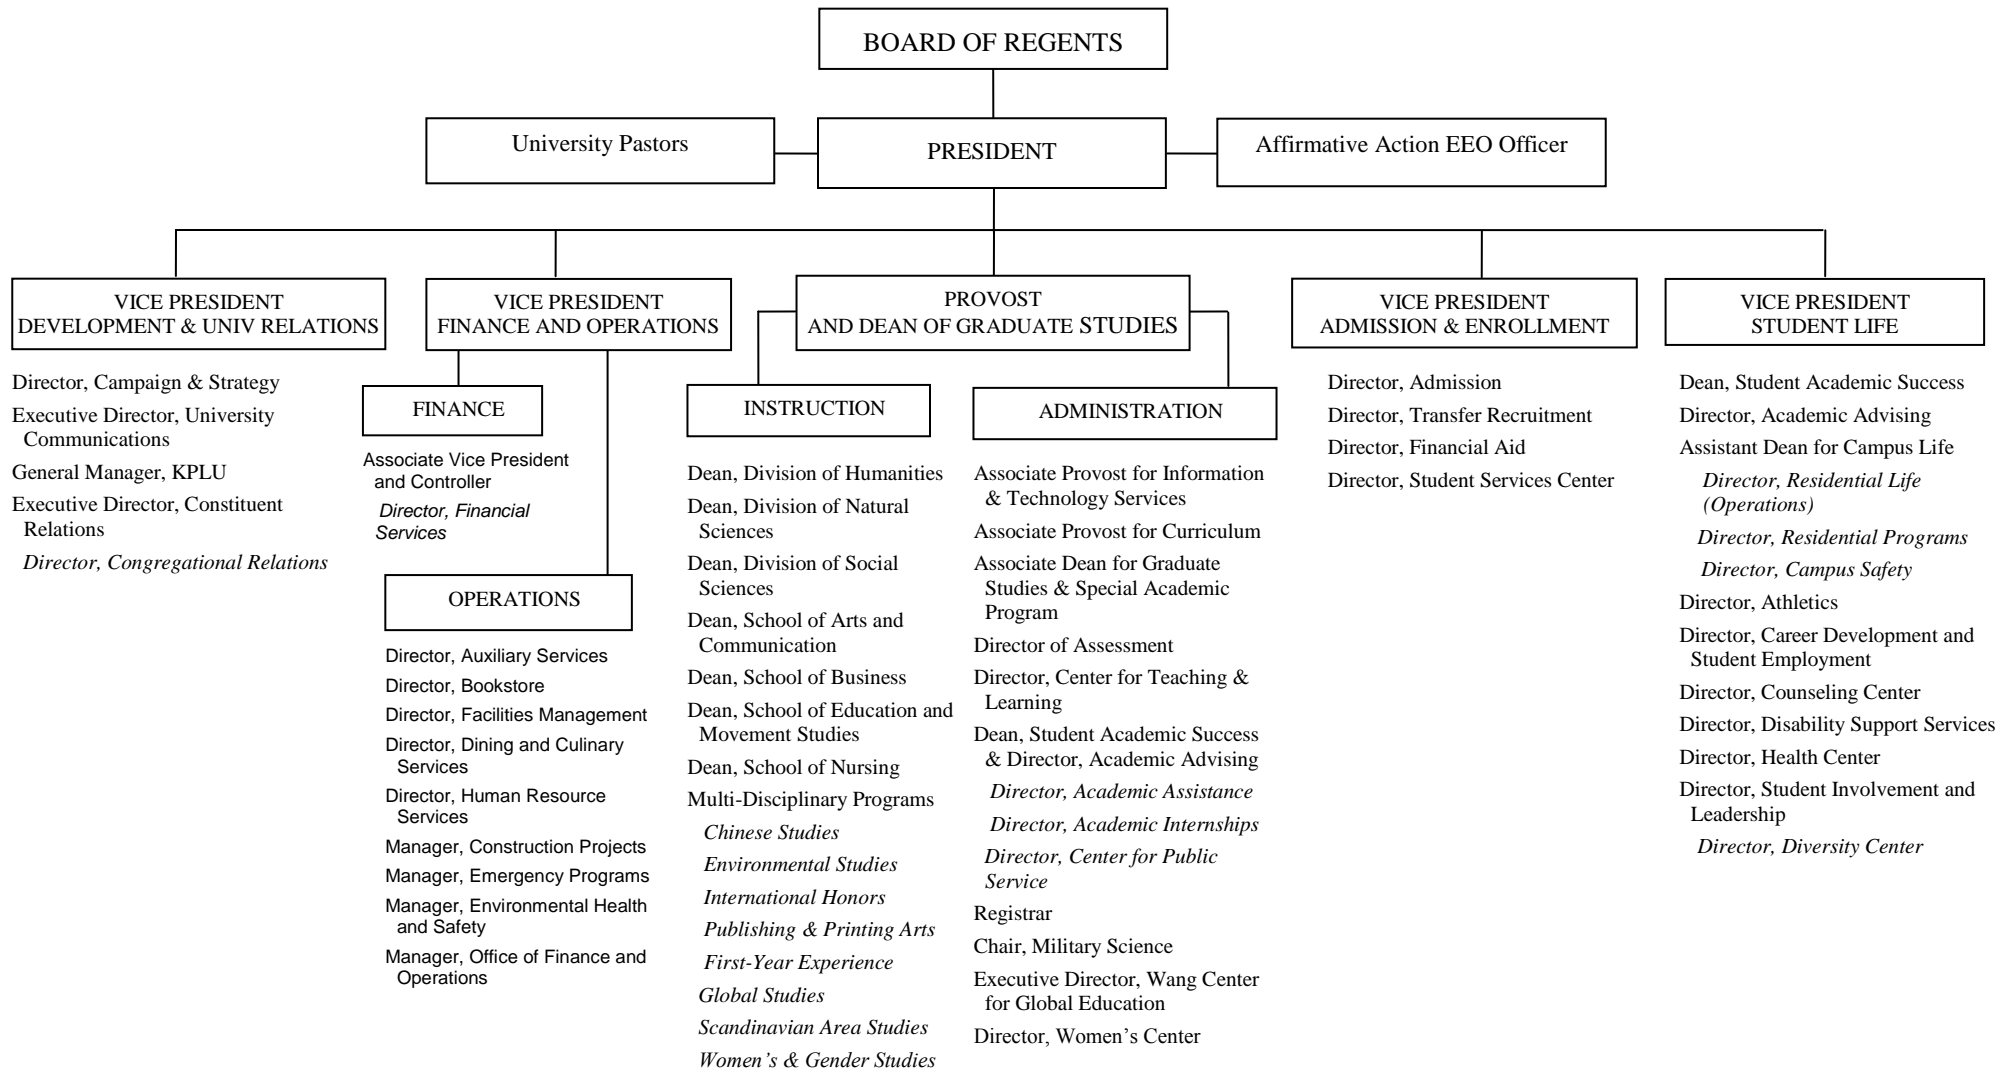 BOARD OF REGENTS
University Pastors
PRESIDENT
Affirmative Action EEO Officer
VICE PRESIDENT
DEVELOPMENT & UNIV RELATIONS
Director, Campaign & Strategy
Executive Director, University
Communications
General Manager, KPLU
Executive Director, Constituent
Relations
Director, Congregational Relations
VICE PRESIDENT
FINANCE AND OPERATIONS
FINANCE
Associate Vice President
and Controller
Director, Financial
Services
OPERATIONS
Director, Auxiliary Services
Director, Bookstore
Director, Facilities Management
Director, Dining and Culinary
Services
Director, Human Resource
Services
Manager, Construction Projects
Manager, Emergency Programs
Manager, Environmental Health
and Safety
Manager, Office of Finance and
Operations
PROVOST
AND DEAN OF GRADUATE STUDIES
INSTRUCTION
Dean, Division of Humanities
Dean, Division of Natural
Sciences
Dean, Division of Social
Sciences
Dean, School of Arts and
Communication
Dean, School of Business
Dean, School of Education and
Movement Studies
Dean, School of Nursing
Multi-Disciplinary Programs
Chinese Studies
Environmental Studies
International Honors
Publishing & Printing Arts
First-Year Experience
Global Studies
Scandinavian Area Studies
Women’s & Gender Studies
ADMINISTRATION
Associate Provost for Information
& Technology Services
Associate Provost for Curriculum
Associate Dean for Graduate
Studies & Special Academic
Program
Director of Assessment
Director, Center for Teaching &
Learning
Dean, Student Academic Success
& Director, Academic Advising
Director, Academic Assistance
Director, Academic Internships
Director, Center for Public
Service
Registrar
Chair, Military Science
Executive Director, Wang Center
for Global Education
Director, Women’s Center
VICE PRESIDENT
ADMISSION & ENROLLMENT
Director, Admission
Director, Transfer Recruitment
Director, Financial Aid
Director, Student Services Center
VICE PRESIDENT
STUDENT LIFE
Dean, Student Academic Success
Director, Academic Advising
Assistant Dean for Campus Life
Director, Residential Life
(Operations)
Director, Residential Programs
Director, Campus Safety
Director, Athletics
Director, Career Development and
Student Employment
Director, Counseling Center
Director, Disability Support Services
Director, Health Center
Director, Student Involvement and
Leadership
Director, Diversity Center